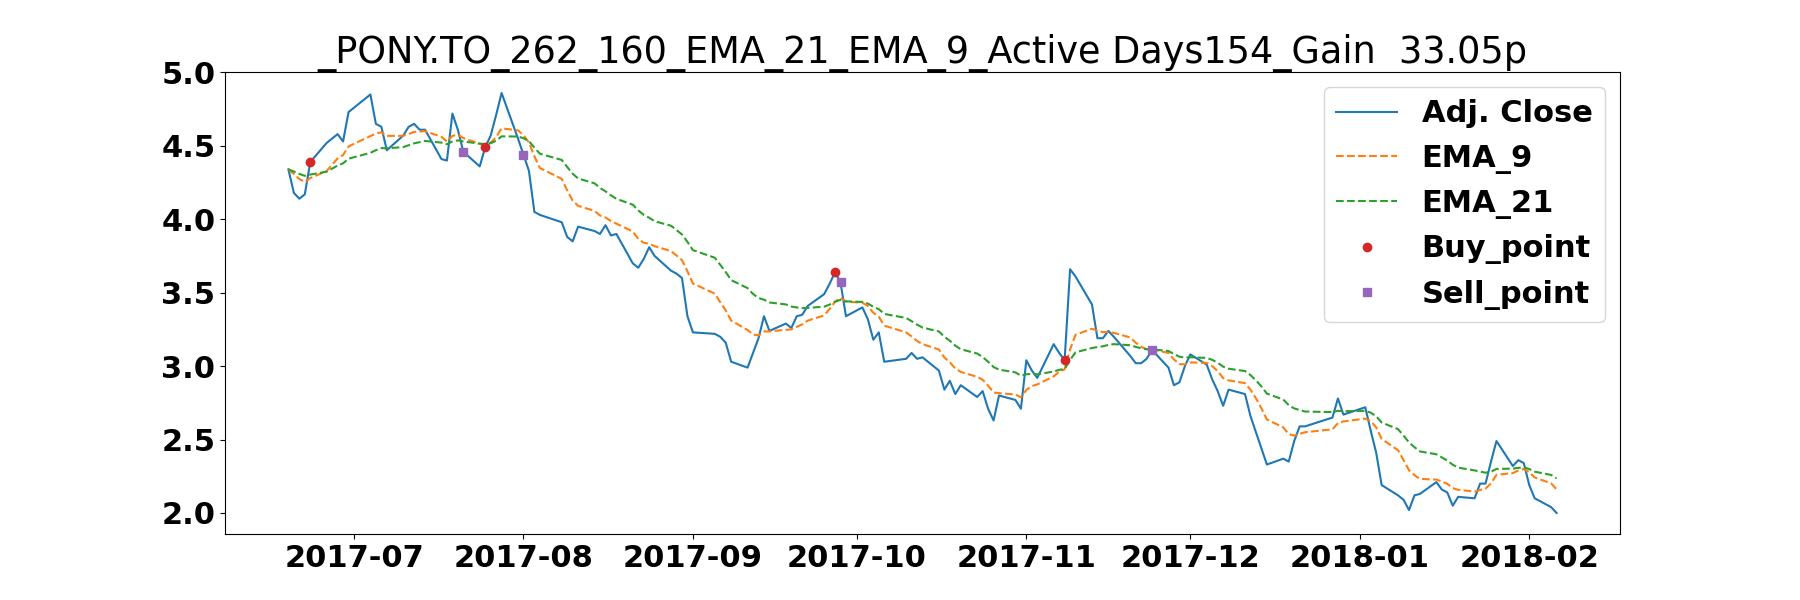 _PONY.TO_262_160_EMA_21_EMA_9_Active Days154_Gain  33.05p
5.0
4.5
4.0
3.5
3.0
2.5
2.0
Adj. Close
EMA_9
EMA_21
Buy_point
Sell_point
2017-07 2017-08 2017-09 2017-10 2017-11 2017-12 2018-01 2018-02